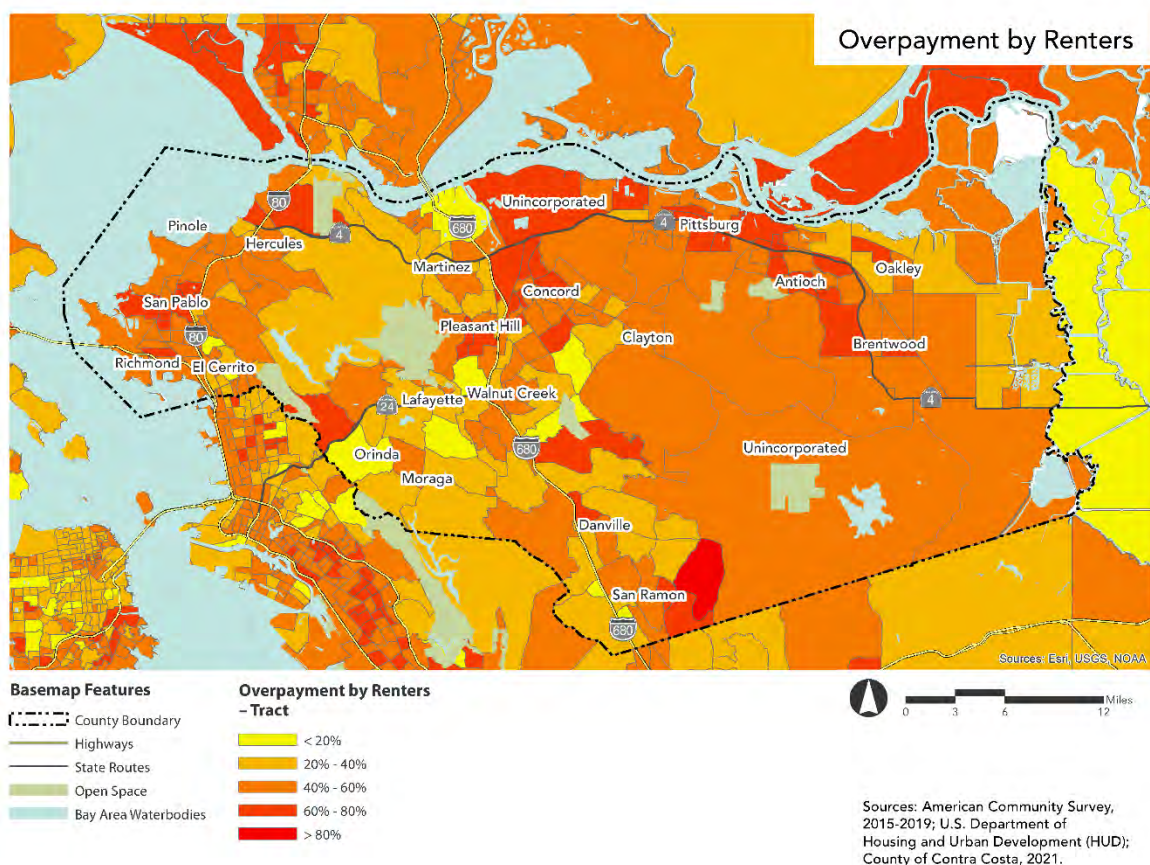 Overpayment by Renters
Pinole
80
Hercules
4
Martinez
680
Unincorporated
4
Pittsburg
San Pablo
80
Concord
Antioch
Oakley
Pleasant Hill
Clayton
Brentwood
Richmond
El Cerrito
24
Lafayette
Walnut Creek
4
Orinda
680
Unincorporated
Moraga
Danville
San Ramon
680
Sources: Esri, USGS, NOAA
Basemap Features
County Boundary
Highways
State Routes
Open Space
Bay Area Waterbodies
Overpayment by Renters
– Tract
< 20%
20% - 40%
40% - 60%
60% - 80%
> 80%
0 3 6 12 Miles
Sources: American Community Survey,
2015-2019; U.S. Department of
Housing and Urban Development (HUD);
County of Contra Costa, 2021.